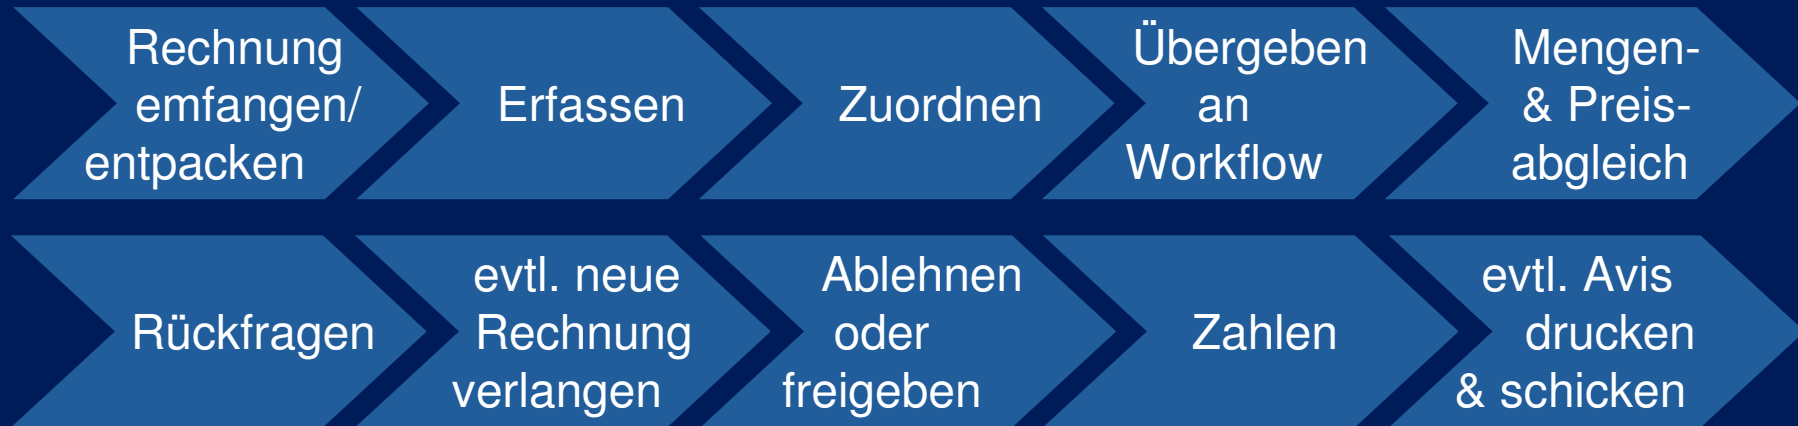 Rechnung
emfangen/
entpacken
Erfassen
Zuordnen
Übergeben
an
Workflow
Mengen-
& Preis-
abgleich
Rückfragen
evtl. neue
Rechnung
verlangen
Ablehnen
oder
freigeben
Zahlen
evtl. Avis
drucken
& schicken